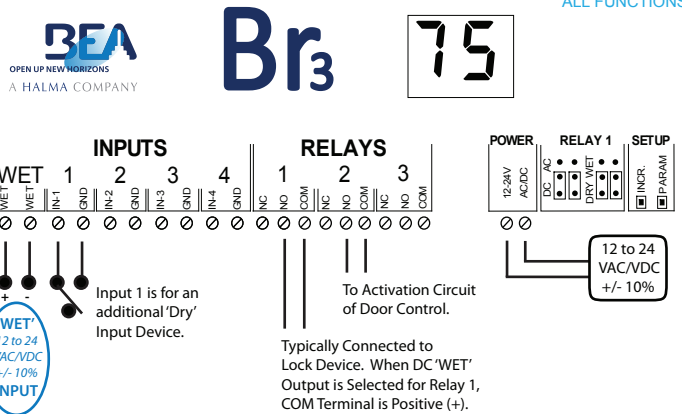 ALL FUNCTIONS
BEA
OPEN UP NEW HORIZONS
A HALMA COMPANY
Br3
75
INPUTS
RELAYS
POWER
RELAY 1
SETUP
WET 1 2 3 4 1 2 3
WET WET IN-1 GND IN-2 GND IN-3 GND IN-4 GND NC NO COM NC NO COM NC NO COM
12-24V AC/DC
DC AC
DRY WET
INCR. PARAM
+ -
'WET'
12 to 24
VAC/VDC
+/- 10%
INPUT
Input 1 is for an
additional 'Dry'
Input Device.
To Activation Circuit
of Door Control.
Typically Connected to
Lock Device. When DC 'WET'
Output is Selected for Relay 1,
COM Terminal is Positive (+).
12 to 24
VAC/VDC
+/- 10%